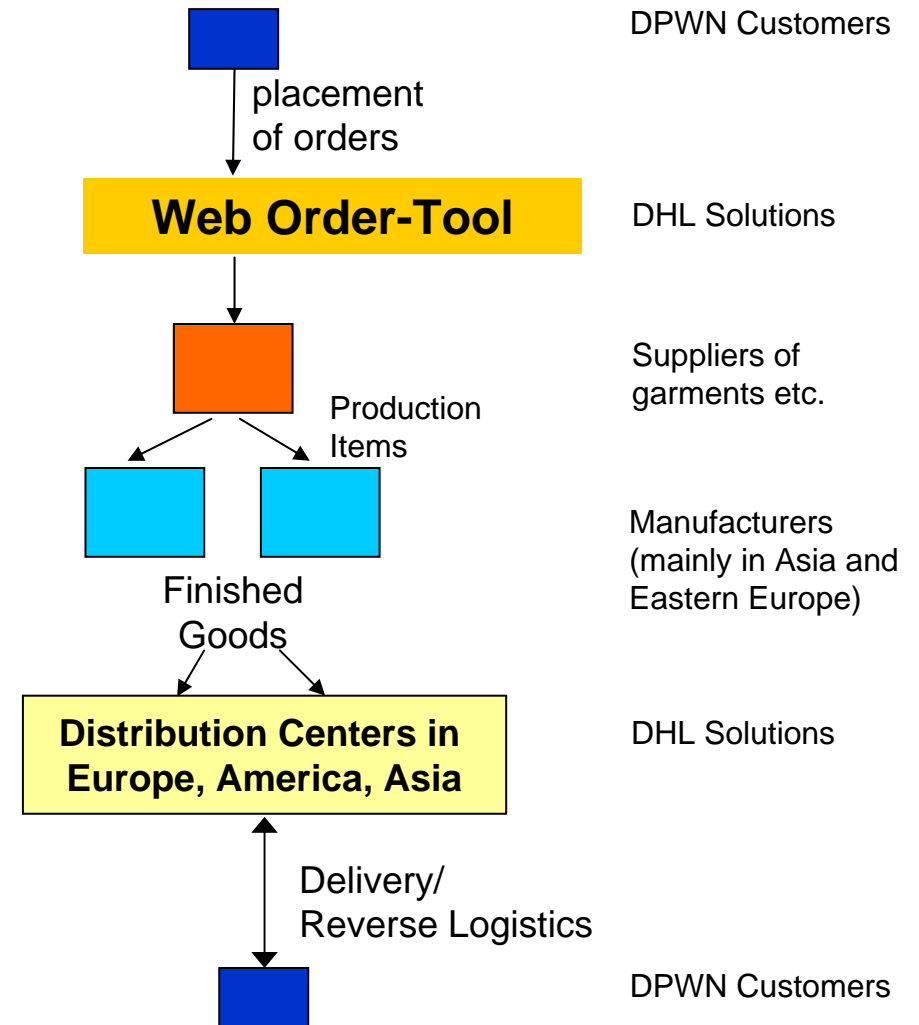 DPWN Customers
placement
of orders
Web Order-Tool
DHL Solutions
Suppliers of
garments etc.
Production
Items
Manufacturers
(mainly in Asia and
Eastern Europe)
Finished
Goods
Distribution Centers in
Europe, America, Asia
DHL Solutions
Delivery/
Reverse Logistics
DPWN Customers